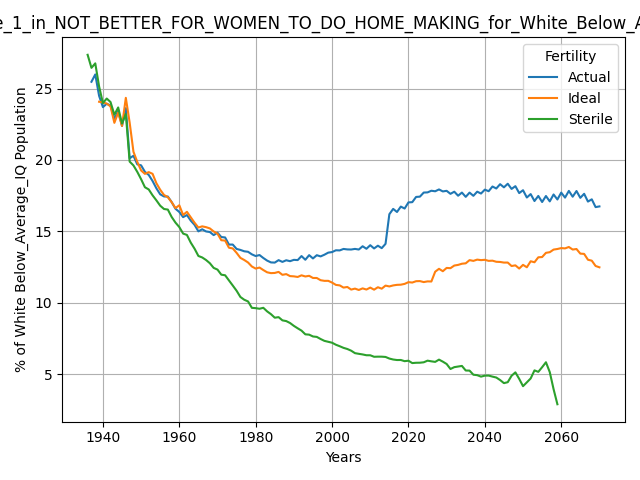 e_1_in_NOT_BETTER_FOR_WOMEN_TO_DO_HOME_MAKING_for_White_Below_A
Fertility
Actual
Ideal
Sterile
% of White Below_Average_IQ Population
25
20
15
10
5
1940
1960
1980
2000
2020
2040
2060
Years